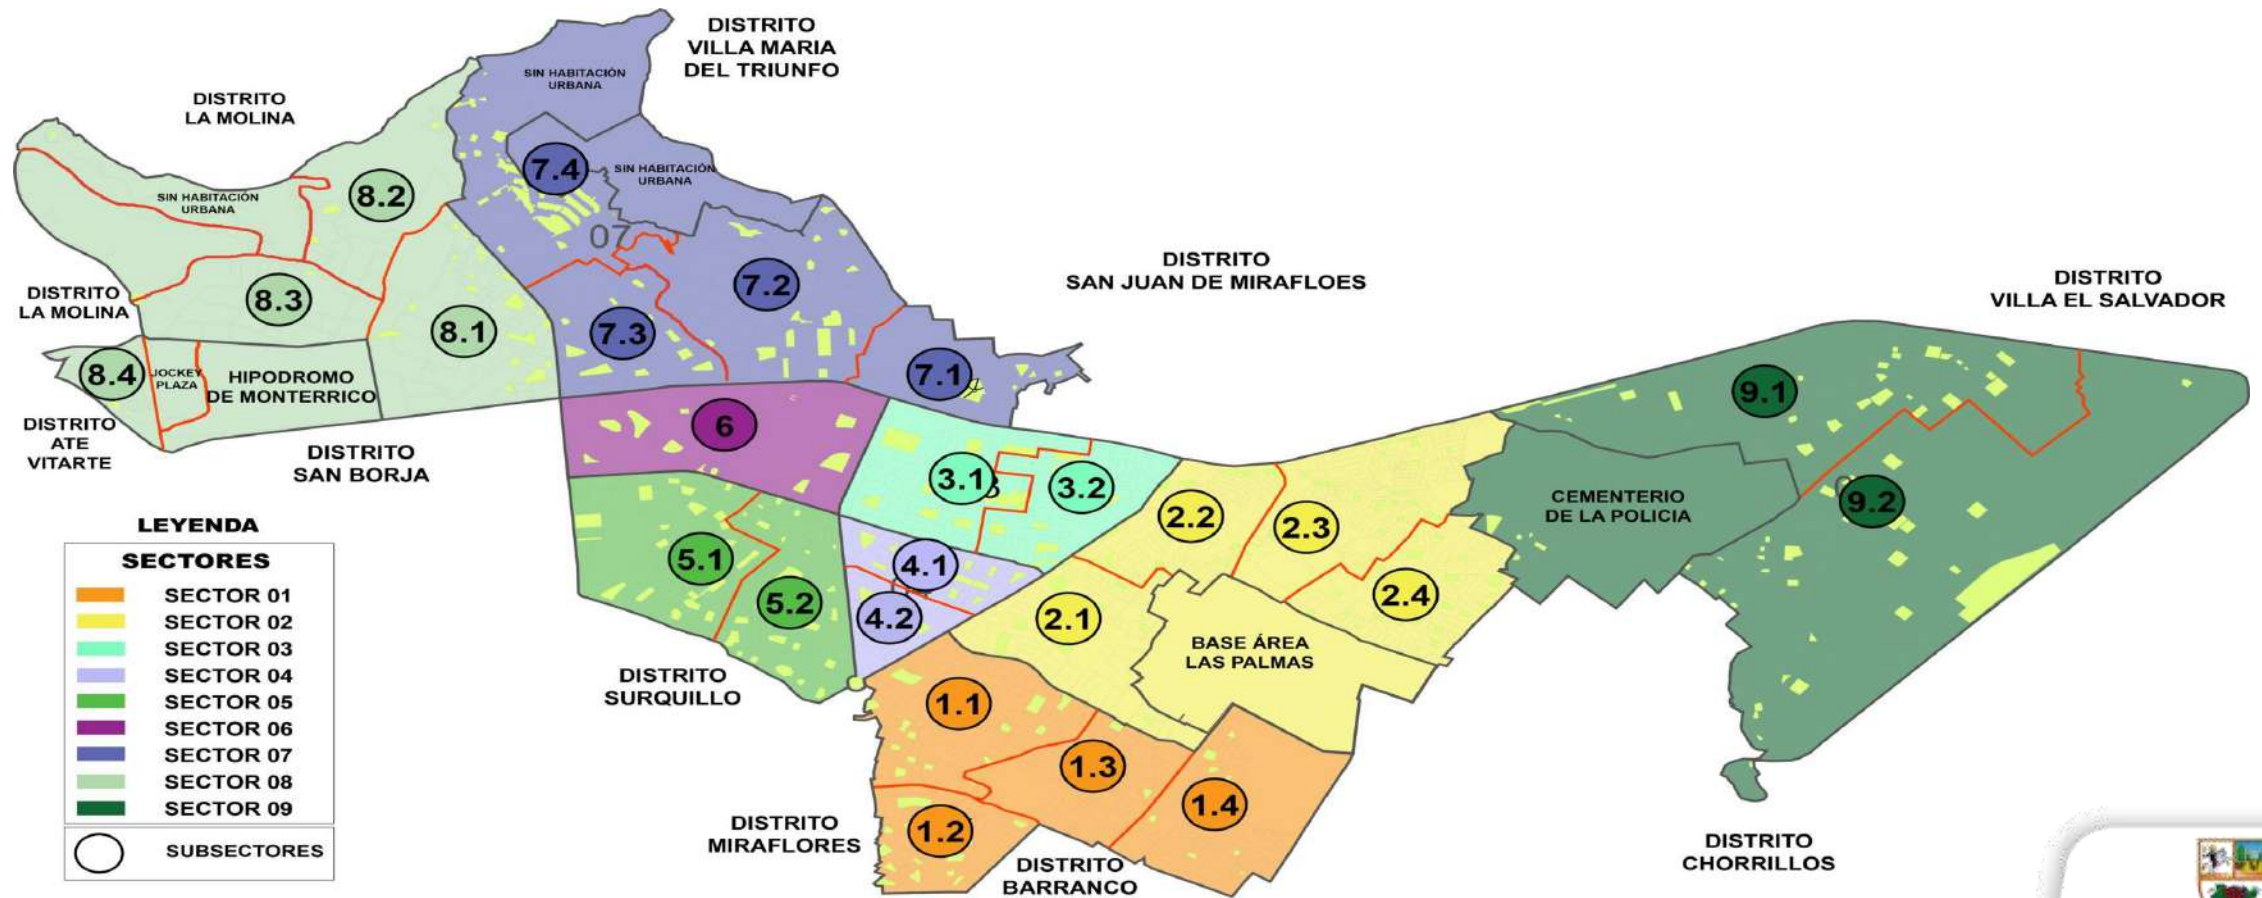 DISTRITO
VILLA MARIA
DEL TRIUNFO
SIN HABITACIÓN
URBANA
DISTRITO
LA MOLINA
7.4
SIN HABITACIÓN
URBANA
8.2
SIN HABITACIÓN
URBANA
07
DISTRITO
SAN JUAN DE MIRAFLOES
DISTRITO
VILLA EL SALVADOR
7.2
8.3
DISTRITO
LA MOLINA
8.1
7.3
8.4
JOCKEY
PLAZA
HIPODROMO
DE MONTERRICO
7.1
9.1
6
DISTRITO
ATE
VITARTE
DISTRITO
SAN BORJA
3.1
3.2
CEMENTERIO
DE LA POLICIA
9.2
2.2
2.3
5.1
4.1
5.2
4.2
2.1
2.4
BASE ÁREA
LAS PALMAS
DISTRITO
SURQUILLO
1.1
1.3
1.4
1.2
DISTRITO
MIRAFLORES
DISTRITO
BARRANCO
DISTRITO
CHORRILLOS
LEYENDA
SECTORES
SECTOR 01
SECTOR 02
SECTOR 03
SECTOR 04
SECTOR 05
SECTOR 06
SECTOR 07
SECTOR 08
SECTOR 09
SUBSECTORES